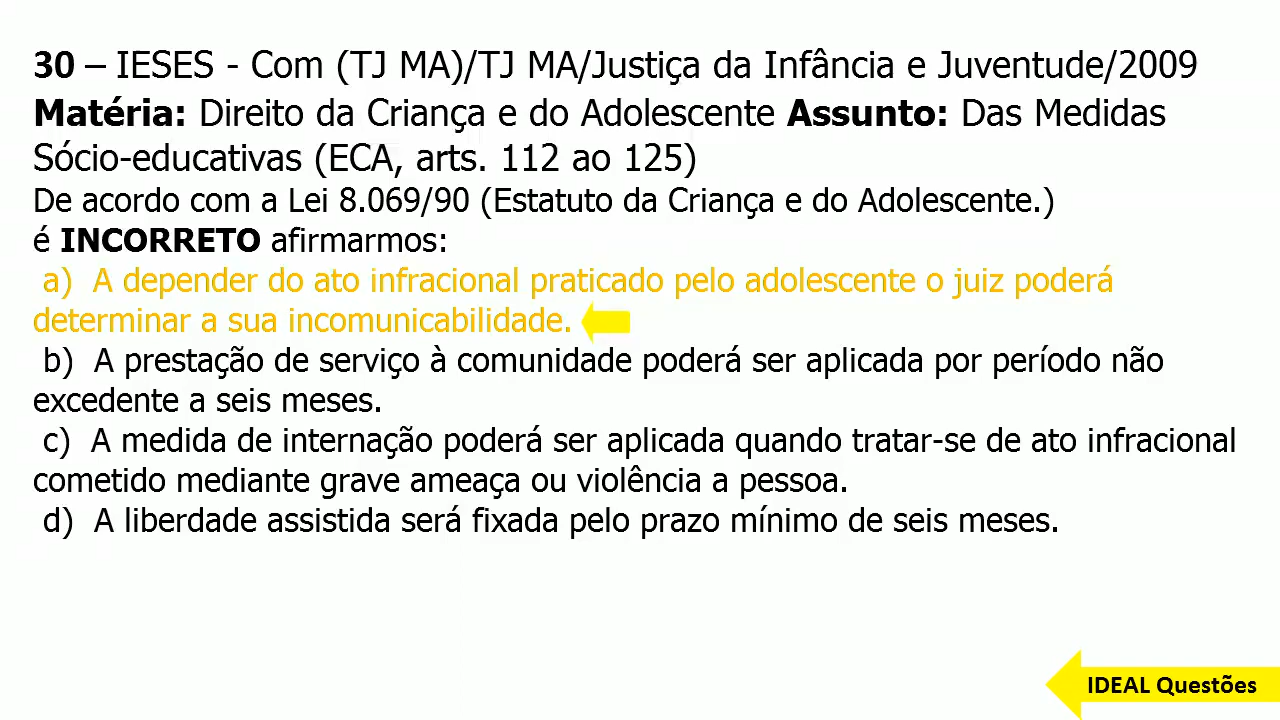 30 – IESES - Com (TJ MA)/TJ MA/Justiça da Infância e Juventude/2009
Matéria: Direito da Criança e do Adolescente Assunto: Das Medidas
Sócio-educativas (ECA, arts. 112 ao 125)
De acordo com a Lei 8.069/90 (Estatuto da Criança e do Adolescente.)
é INCORRETO afirmarmos:
a) A depender do ato infracional praticado pelo adolescente o juiz poderá
determinar a sua incomunicabilidade.
b) A prestação de serviço à comunidade poderá ser aplicada por período não
excedente a seis meses.
c) A medida de internação poderá ser aplicada quando tratar-se de ato infracional
cometido mediante grave ameaça ou violência a pessoa.
d) A liberdade assistida será fixada pelo prazo mínimo de seis meses.
IDEAL Questões